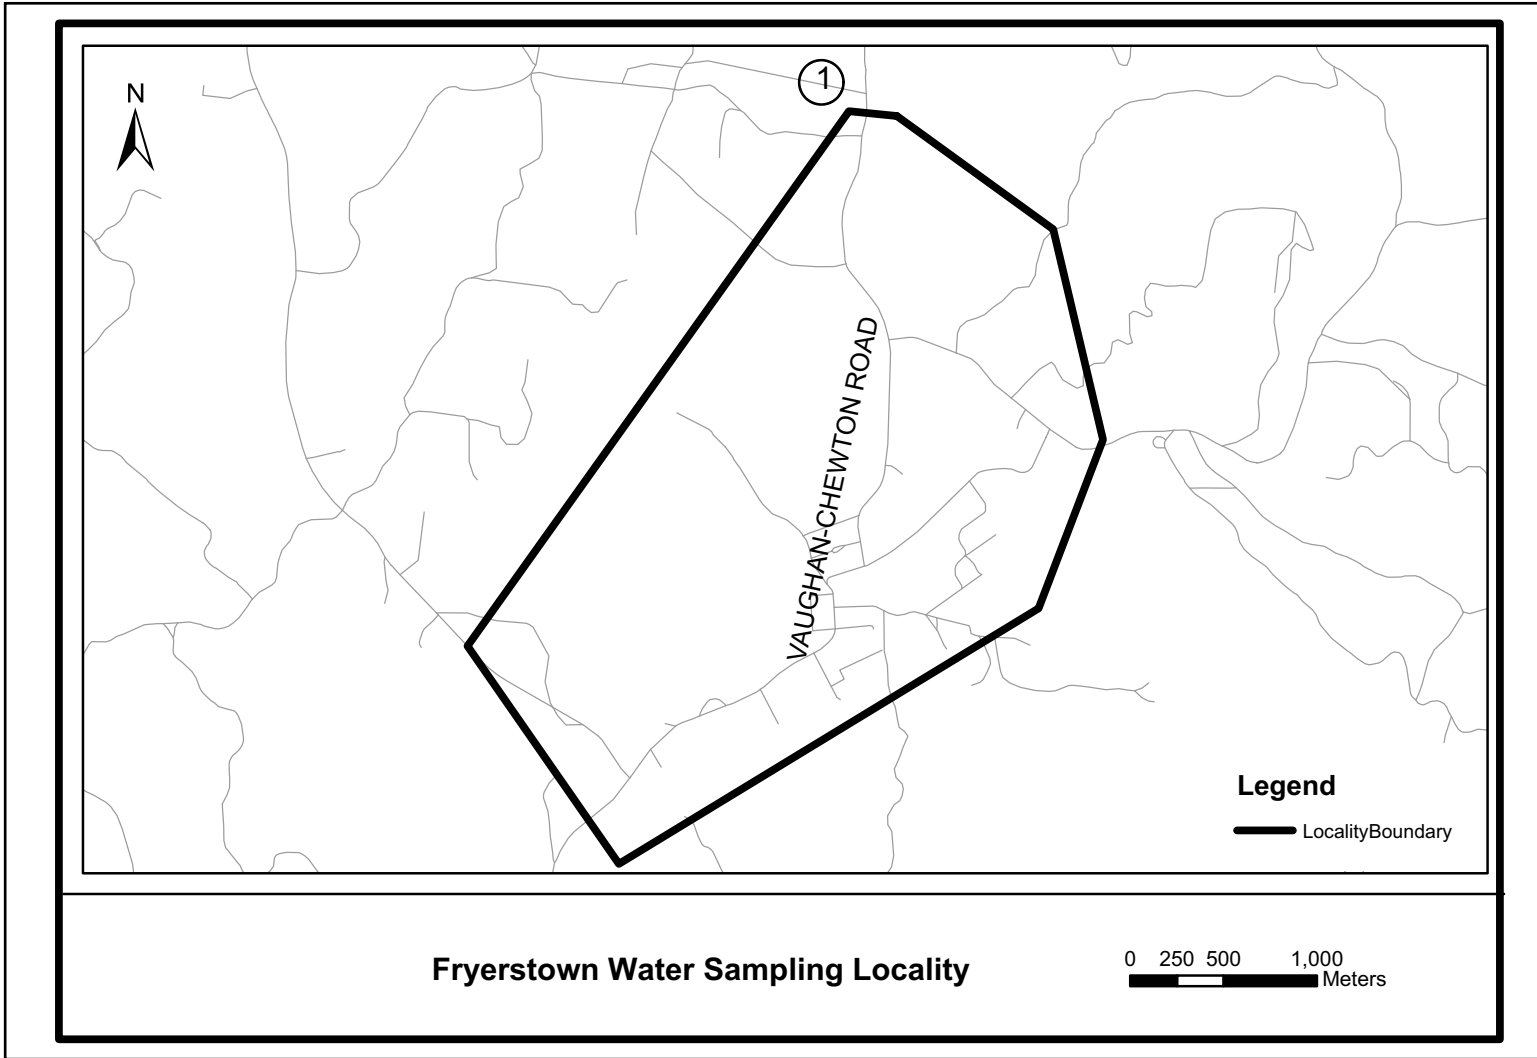 N
1
VAUGHAN-CHEWTON ROAD
Legend
LocalityBoundary
Fryerstown Water Sampling Locality
0 250 500 1,000
Meters